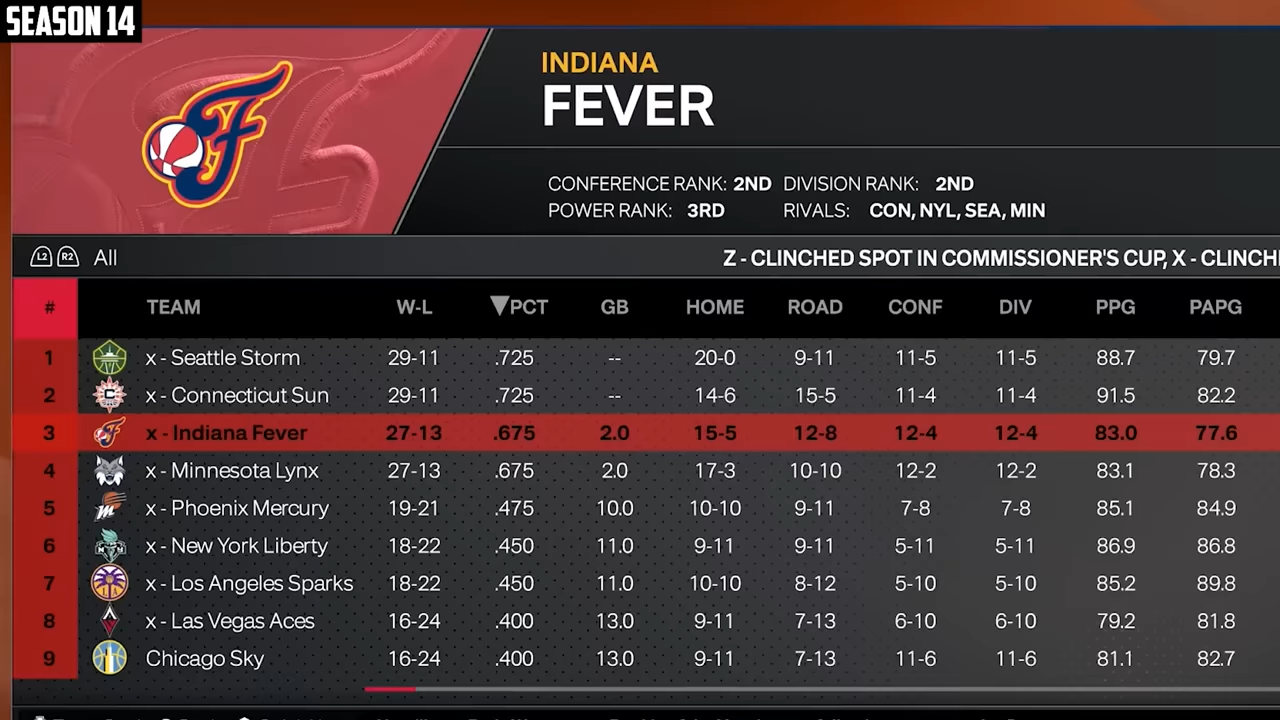 SEASON 14
INDIANA
FEVER
CONFERENCE RANK: 2ND DIVISION RANK: 2ND
POWER RANK: 3RD RIVALS: CON, NYL, SEA, MIN
L2 R2 All Z - CLINCHED SPOT IN COMMISSIONER'S CUP, X - CLINCH
# TEAM W-L ▼PCT GB HOME ROAD CONF DIV PPG PAPG
1 x - Seattle Storm 29-11 .725 -- 20-0 9-11 11-5 11-5 88.7 79.7
2 x - Connecticut Sun 29-11 .725 -- 14-6 15-5 11-4 11-4 91.5 82.2
3 x - Indiana Fever 27-13 .675 2.0 15-5 12-8 12-4 12-4 83.0 77.6
4 x - Minnesota Lynx 27-13 .675 2.0 17-3 10-10 12-2 12-2 83.1 78.3
5 x - Phoenix Mercury 19-21 .475 10.0 10-10 9-11 7-8 7-8 85.1 84.9
6 x - New York Liberty 18-22 .450 11.0 9-11 9-11 5-11 5-11 86.9 86.8
7 x - Los Angeles Sparks 18-22 .450 11.0 10-10 8-12 5-10 5-10 85.2 89.8
8 x - Las Vegas Aces 16-24 .400 13.0 9-11 7-13 6-10 6-10 79.2 81.8
9 Chicago Sky 16-24 .400 13.0 9-11 7-13 11-6 11-6 81.1 82.7